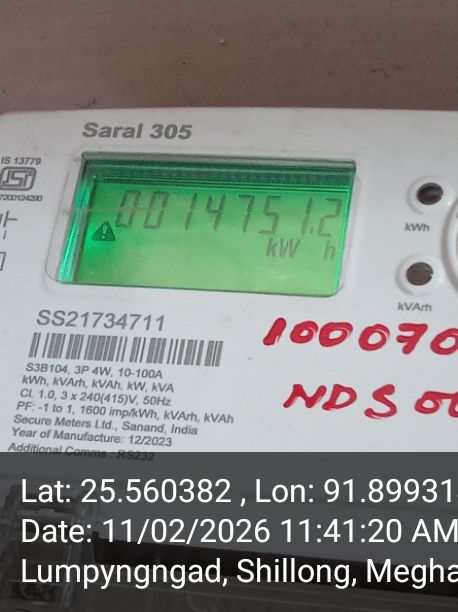 Saral 305
IS 13779
ISI
7200124200
0014751.2
kW h
kWh
kVArh
SS21734711
S3B104, 3P 4W, 10-100A
kWh, kVArh, kVAh, kW, kVA
Cl. 1.0, 3 x 240(415)V, 50Hz
PF: -1 to 1, 1600 imp/kWh, kVArh, kVAh
Secure Meters Ltd., Sanand, India
Year of Manufacture: 12/2023
Additional Comms : RS232
100070
NDS
Lat: 25.560382 , Lon: 91.89931
Date: 11/02/2026 11:41:20 AM
Lumpyngngad, Shillong, Megha